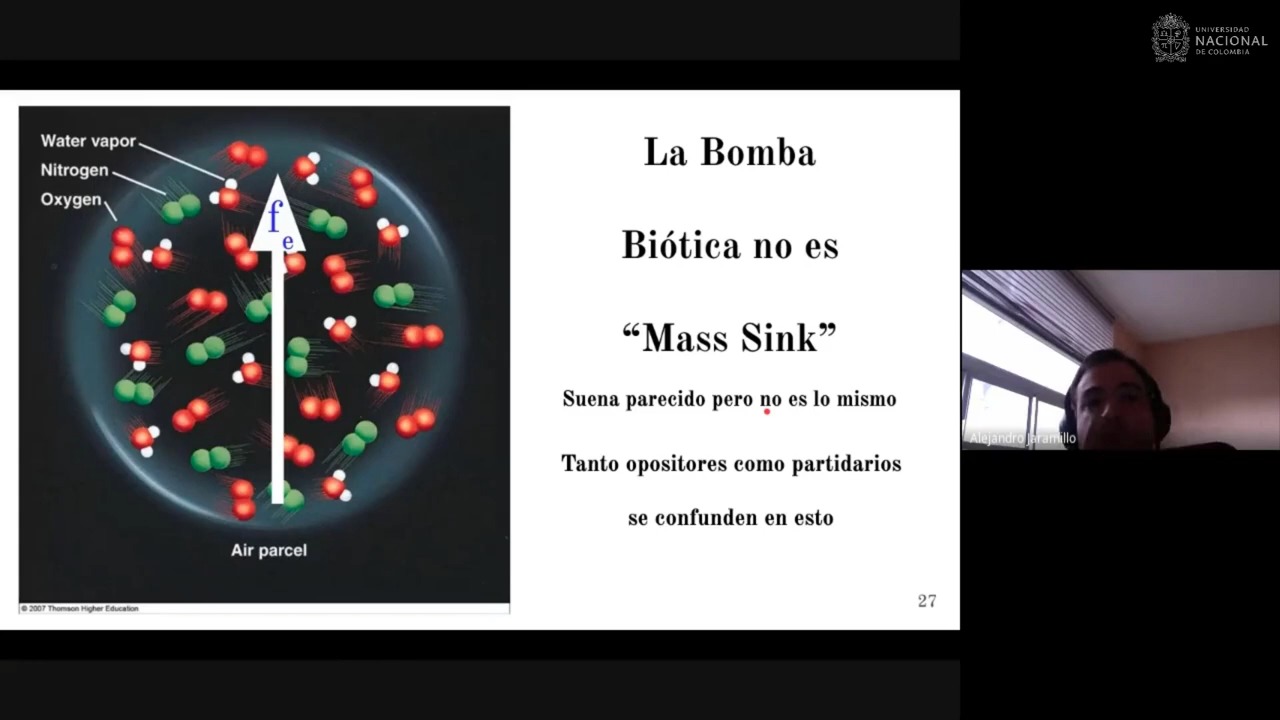 UNIVERSIDAD
NACIONAL
DE COLOMBIA
Water vapor
Nitrogen
Oxygen
f
e
Air parcel
© 2007 Thomson Higher Education
La Bomba
Biótica no es
“Mass Sink”
Suena parecido pero no es lo mismo
Tanto opositores como partidarios
se confunden en esto
27
Alejandro Jaramillo